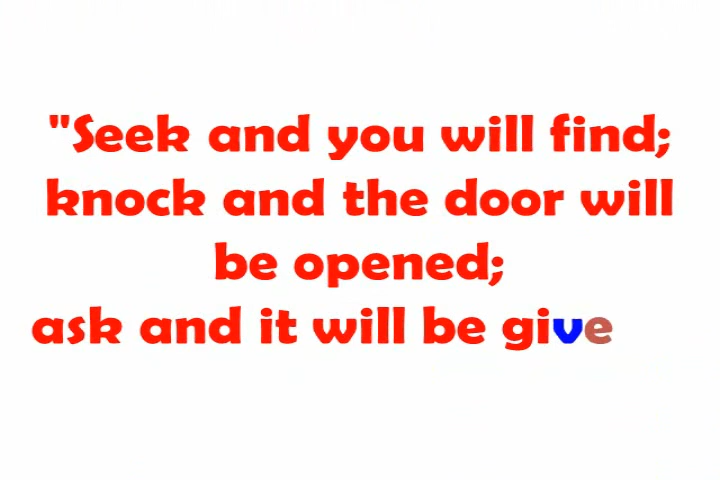 "Seek and you will find;
knock and the door will
be opened;
ask and it will be give